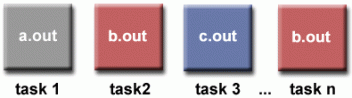 a.out b.out c.out b.out
task 1 task2 task 3 ... task n